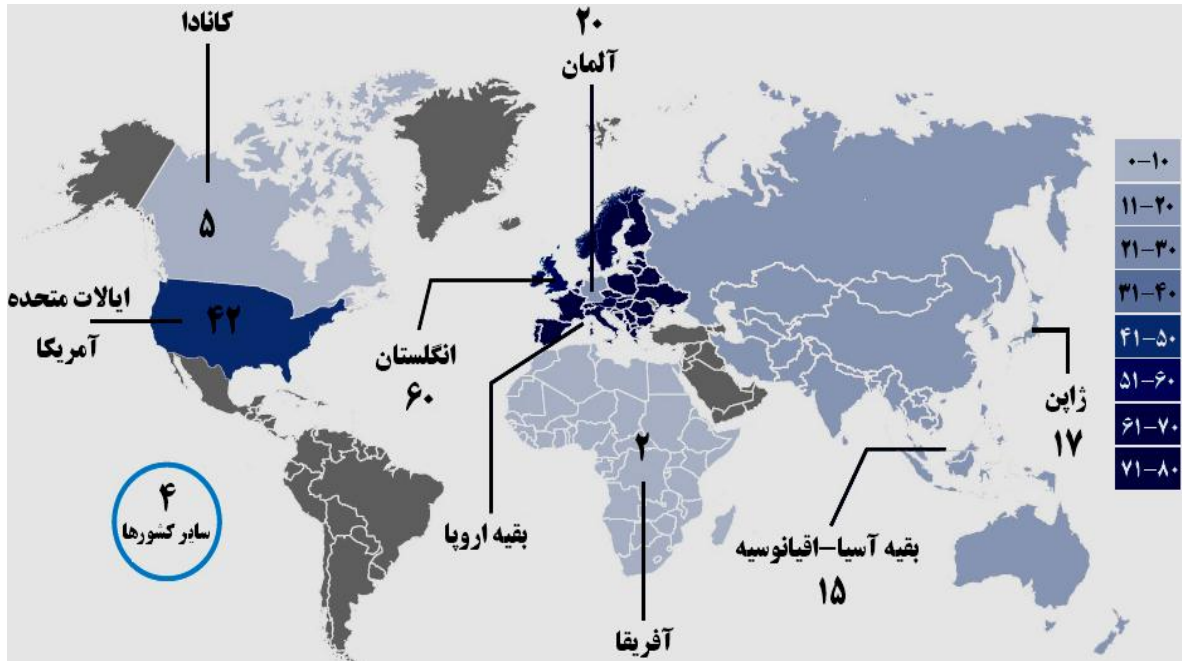 کانادا
۵
۲۰
آلمان
ایالات متحده
آمریکا
۴۲
انگلستان
۶۰
ژاپن
۱۷
۲
بقیه اروپا
بقیه آسیا-اقیانوسیه
۱۵
آفریقا
۴
سایر کشورها
۰-۱۰
۱۱-۲۰
۲۱-۳۰
۳۱-۴۰
۴۱-۵۰
۵۱-۶۰
۶۱-۷۰
۷۱-۸۰